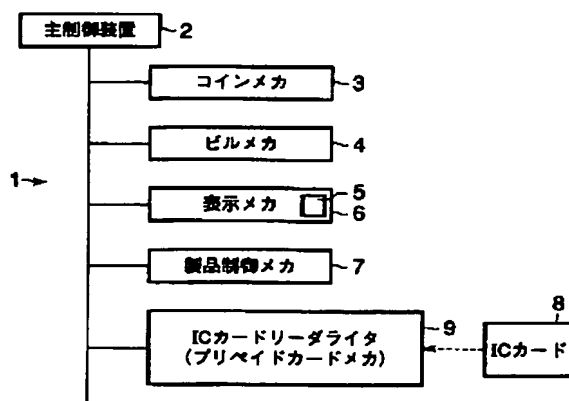 主制御装置 2
コインメカ 3
ビルメカ 4
1
表示メカ 5
6
製品制御メカ 7
ICカードリーダライタ 9
(プリペイドカードメカ)
8
ICカード